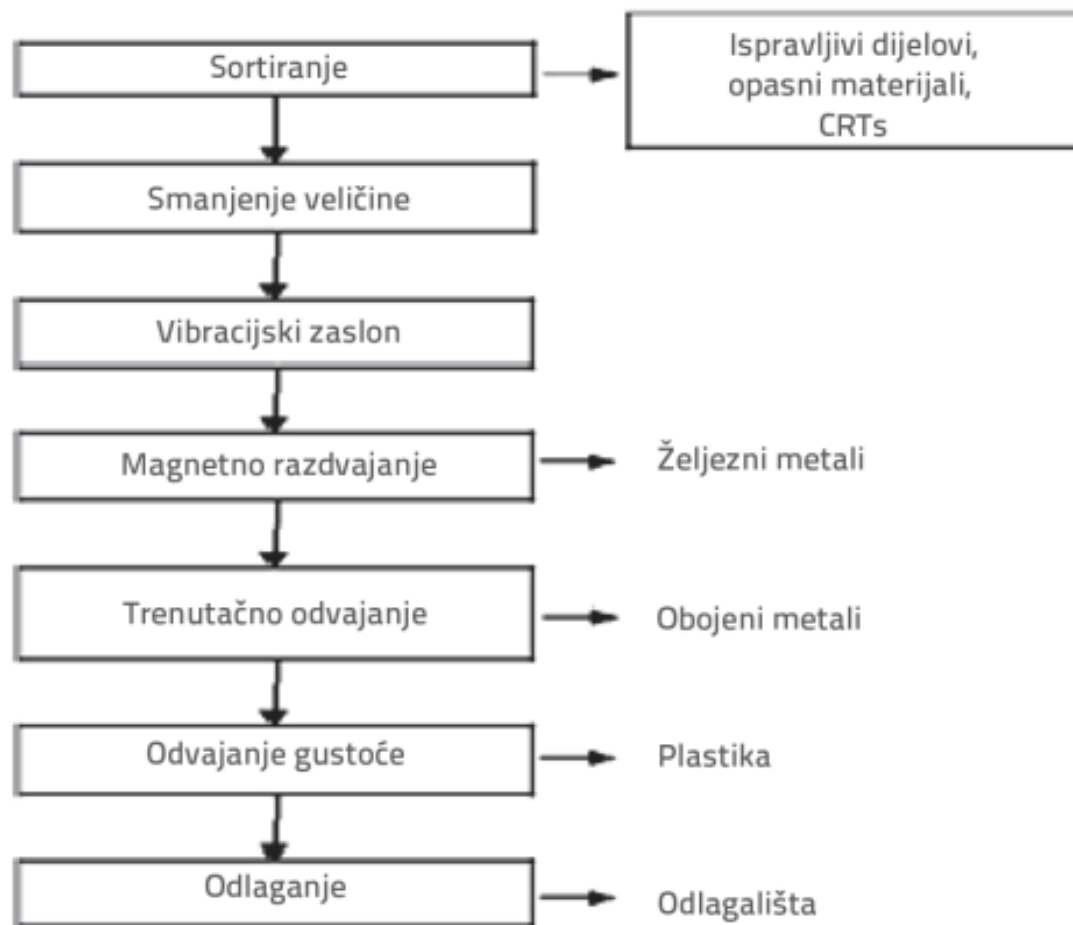 Sortiranje
Ispravljivi dijelovi,
opasni materijali,
CRTs
Smanjenje veličine
Vibracijski zaslon
Magnetno razdvajanje
Željezni metali
Trenutačno odvajanje
Obojeni metali
Odvajanje gustoće
Plastika
Odlaganje
Odlagališta